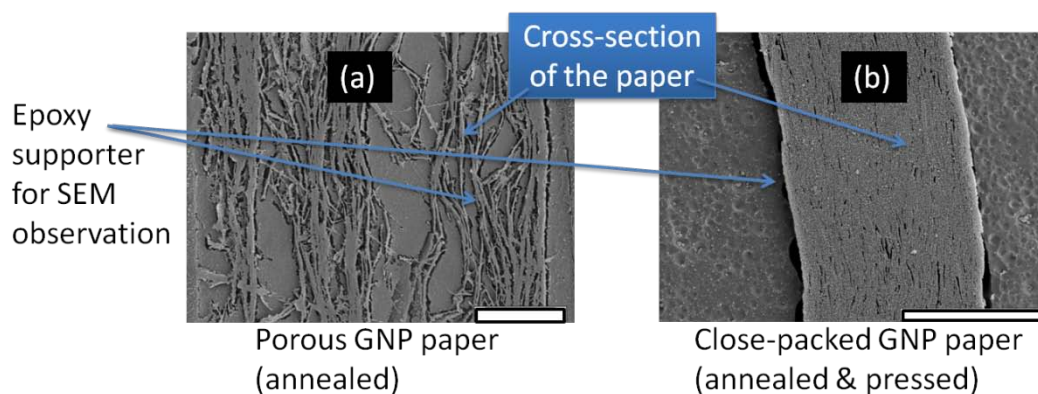 Cross-section
of the paper
(a)
(b)
Epoxy
supporter
for SEM
observation
Porous GNP paper
(annealed)
Close-packed GNP paper
(annealed & pressed)